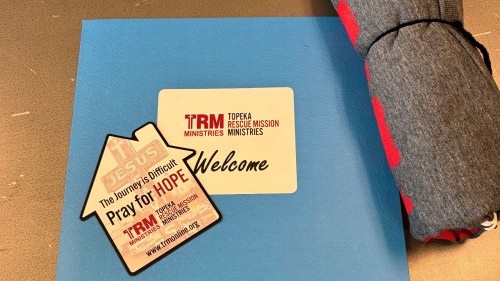 TRM
MINISTRIES
TOPEKA
RESCUE MISSION
MINISTRIES
Welcome
JESUS
The Journey is Difficult
Pray for HOPE
TRM
MINISTRIES
TOPEKA
RESCUE MISSION
MINISTRIES
www.trmonline.org